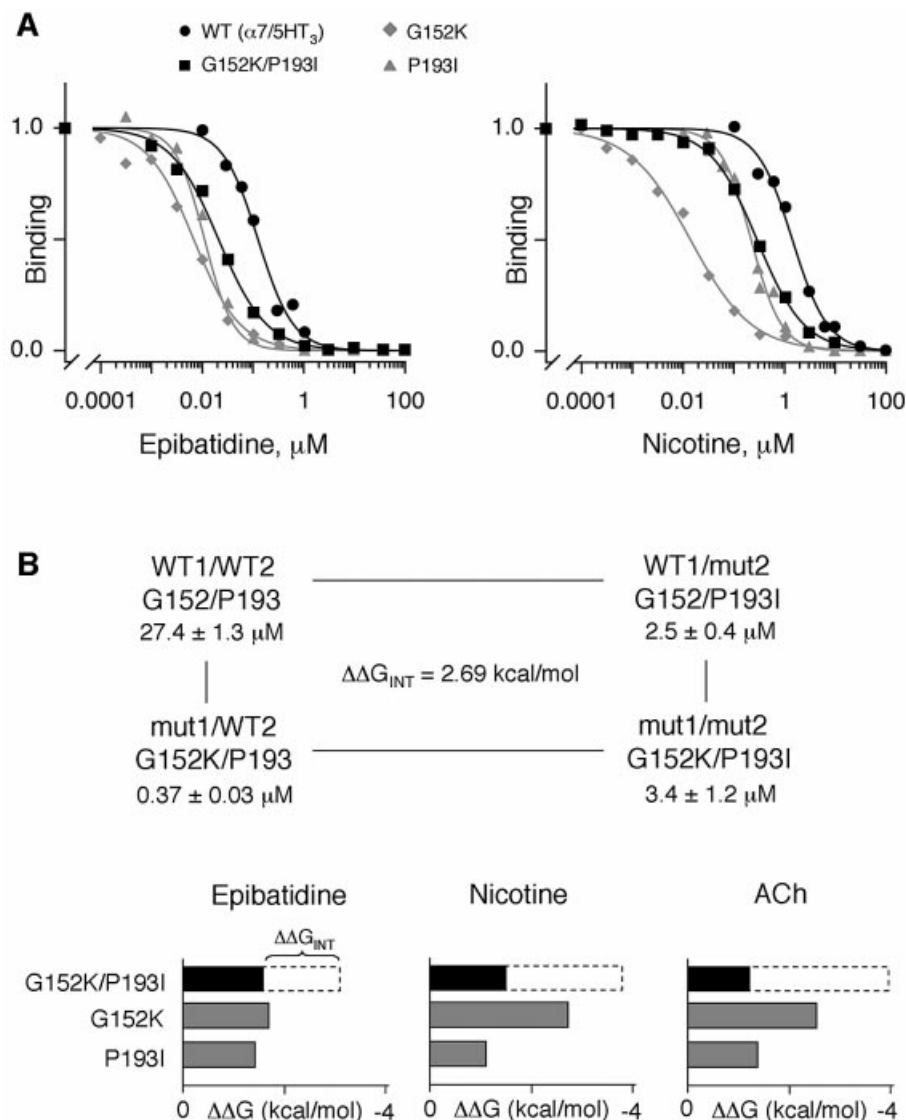 A
WT (α7/5HT3)
G152K
G152K/P193I
P193I
1.0
Binding
0.0
0.0001 0.01 1 100
Epibatidine, μM
1.0
Binding
0.0
0.0001 0.01 1 100
Nicotine, μM
B
WT1/WT2
G152/P193
27.4 ± 1.3 μM
WT1/mut2
G152/P193I
2.5 ± 0.4 μM
ΔΔGINT = 2.69 kcal/mol
mut1/WT2
G152K/P193
0.37 ± 0.03 μM
mut1/mut2
G152K/P193I
3.4 ± 1.2 μM
Epibatidine
Nicotine
ACh
ΔΔGINT
G152K/P193I
G152K
P193I
0 ΔΔG (kcal/mol) -4
0 ΔΔG (kcal/mol) -4
0 ΔΔG (kcal/mol) -4